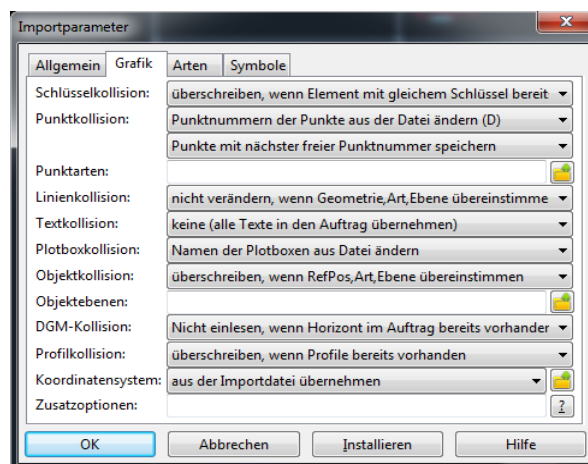 Importparameter
Allgemein Grafik Arten Symbole
Schlüsselkollision: überschreiben, wenn Element mit gleichem Schlüssel bereit
Punktkollision: Punktnummern der Punkte aus der Datei ändern (D)
Punkte mit nächster freier Punktnummer speichern
Punktarten:
Linienkollision: nicht verändern, wenn Geometrie,Art,Ebene übereinstimme
Textkollision: keine (alle Texte in den Auftrag übernehmen)
Plotboxkollision: Namen der Plotboxen aus Datei ändern
Objektkollision: überschreiben, wenn RefPos,Art,Ebene übereinstimmen
Objektebenen:
DGM-Kollision: Nicht einlesen, wenn Horizont im Auftrag bereits vorhander
Profilkollision: überschreiben, wenn Profile bereits vorhanden
Koordinatensystem: aus der Importdatei übernehmen
Zusatzoptionen: ?
OK Abbrechen Installieren Hilfe